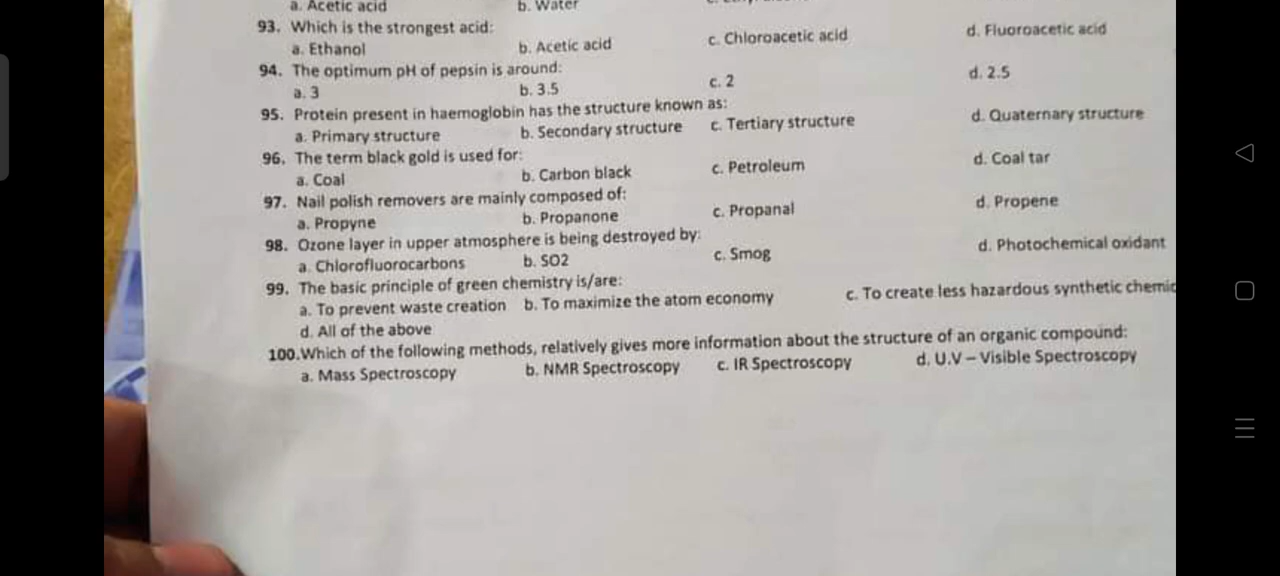 a. Acetic acid b. Water
93. Which is the strongest acid:
a. Ethanol b. Acetic acid c. Chloroacetic acid d. Fluoroacetic acid
94. The optimum pH of pepsin is around:
a. 3 b. 3.5 c. 2 d. 2.5
95. Protein present in haemoglobin has the structure known as:
a. Primary structure b. Secondary structure c. Tertiary structure d. Quaternary structure
96. The term black gold is used for:
a. Coal b. Carbon black c. Petroleum d. Coal tar
97. Nail polish removers are mainly composed of:
a. Propyne b. Propanone c. Propanal d. Propene
98. Ozone layer in upper atmosphere is being destroyed by:
a. Chlorofluorocarbons b. SO2 c. Smog d. Photochemical oxidant
99. The basic principle of green chemistry is/are:
a. To prevent waste creation b. To maximize the atom economy c. To create less hazardous synthetic chemic
d. All of the above
100.Which of the following methods, relatively gives more information about the structure of an organic compound:
a. Mass Spectroscopy b. NMR Spectroscopy c. IR Spectroscopy d. U.V – Visible Spectroscopy